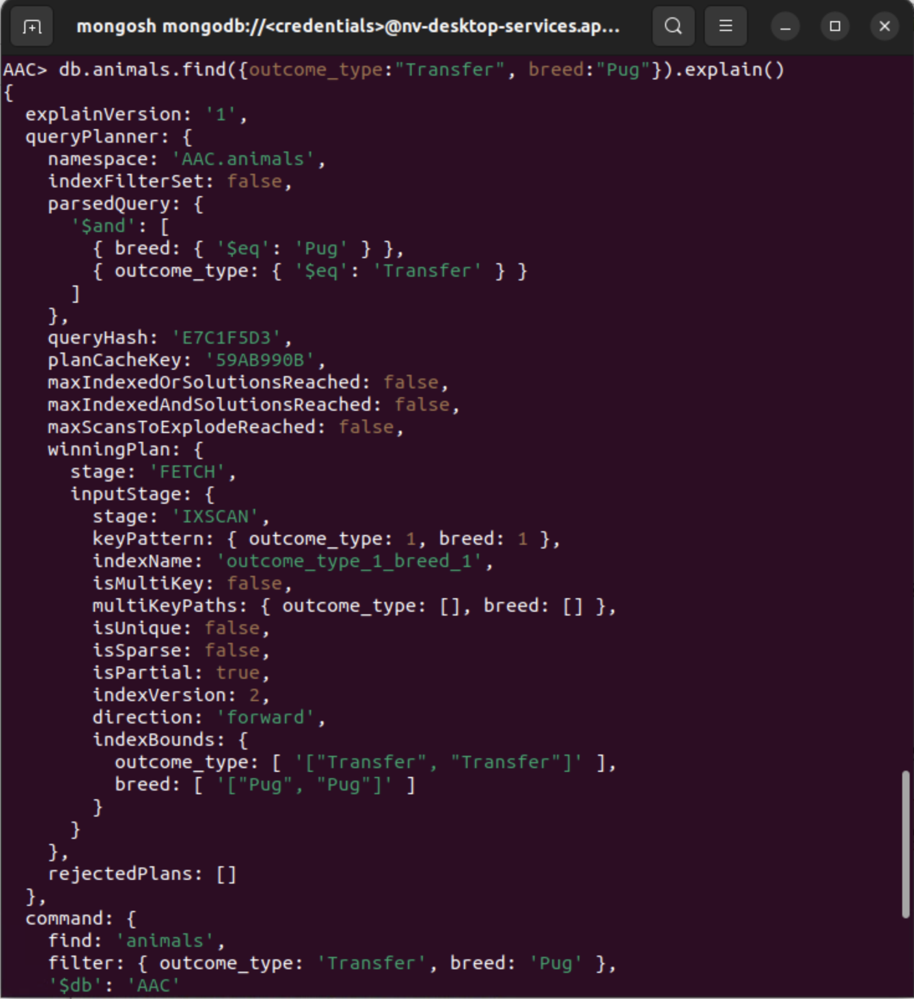 mongosh mongodb://<credentials>@nv-desktop-services.ap...
AAC> db.animals.find({outcome_type:"Transfer", breed:"Pug"}).explain()
{
  explainVersion: '1',
  queryPlanner: {
    namespace: 'AAC.animals',
    indexFilterSet: false,
    parsedQuery: {
      '$and': [
        { breed: { '$eq': 'Pug' } },
        { outcome_type: { '$eq': 'Transfer' } }
      ]
    },
    queryHash: 'E7C1F5D3',
    planCacheKey: '59AB990B',
    maxIndexedOrSolutionsReached: false,
    maxIndexedAndSolutionsReached: false,
    maxScansToExplodeReached: false,
    winningPlan: {
      stage: 'FETCH',
      inputStage: {
        stage: 'IXSCAN',
        keyPattern: { outcome_type: 1, breed: 1 },
        indexName: 'outcome_type_1_breed_1',
        isMultiKey: false,
        multiKeyPaths: { outcome_type: [], breed: [] },
        isUnique: false,
        isSparse: false,
        isPartial: true,
        indexVersion: 2,
        direction: 'forward',
        indexBounds: {
          outcome_type: [ '["Transfer", "Transfer"]' ],
          breed: [ '["Pug", "Pug"]' ]
        }
      }
    },
    rejectedPlans: []
  },
  command: {
    find: 'animals',
    filter: { outcome_type: 'Transfer', breed: 'Pug' },
    '$db': 'AAC'